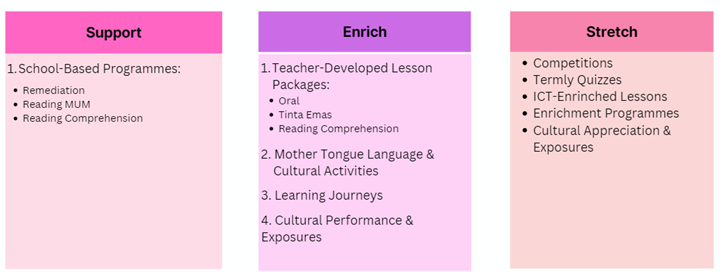 Support
1. School-Based Programmes:
• Remediation
• Reading MUM
• Reading Comprehension
Enrich
1. Teacher-Developed Lesson
Packages:
• Oral
• Tinta Emas
• Reading Comprehension
2. Mother Tongue Language &
Cultural Activities
3. Learning Journeys
4. Cultural Performance &
Exposures
Stretch
• Competitions
• Termly Quizzes
• ICT-Enrinched Lessons
• Enrichment Programmes
• Cultural Appreciation &
Exposures